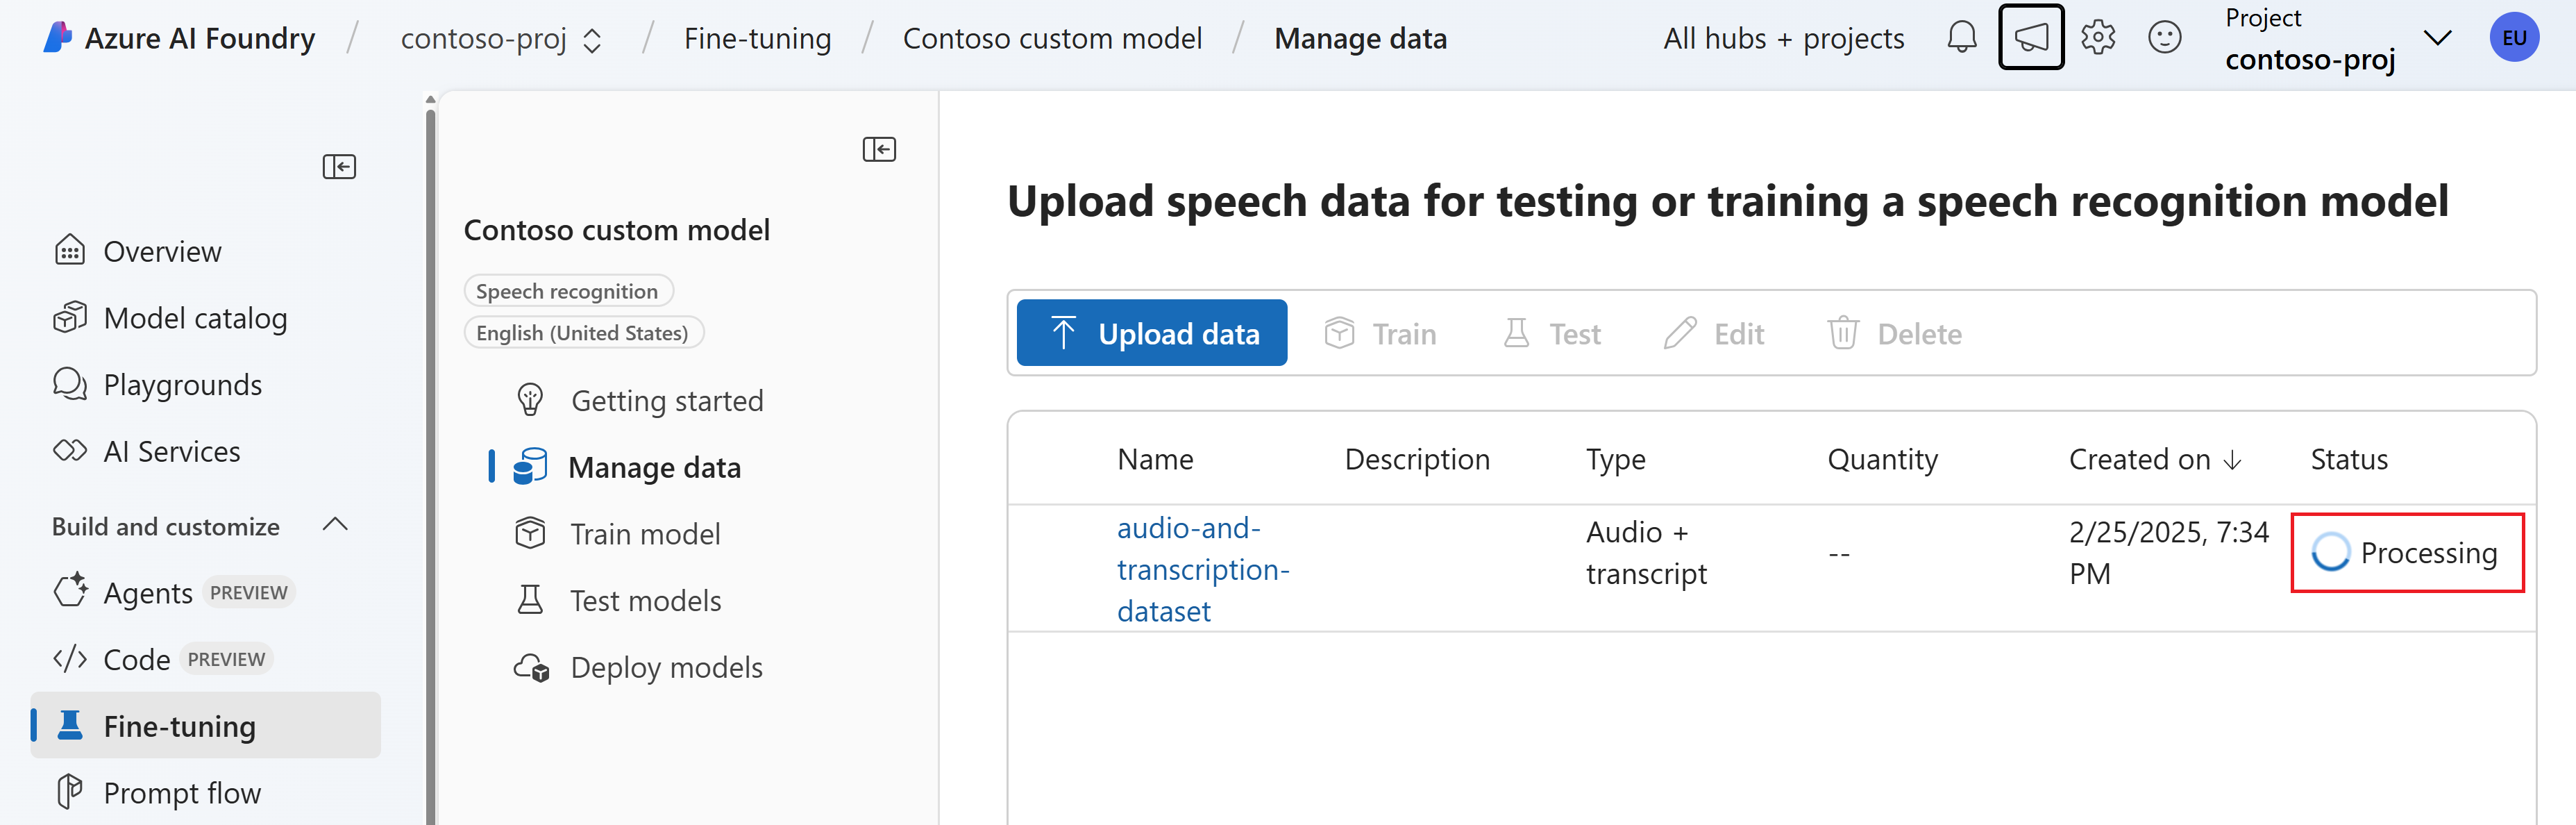 Azure AI Foundry / contoso-proj / Fine-tuning / Contoso custom model / Manage data
All hubs + projects
Project
contoso-proj
EU
Overview
Model catalog
Playgrounds
AI Services
Build and customize
Agents PREVIEW
Code PREVIEW
Fine-tuning
Prompt flow
Contoso custom model
Speech recognition
English (United States)
Getting started
Manage data
Train model
Test models
Deploy models
Upload speech data for testing or training a speech recognition model
Upload data Train Test Edit Delete
Name Description Type Quantity Created on Status
audio-and-
transcription-
dataset
Audio +
transcript
--
2/25/2025, 7:34
PM
Processing